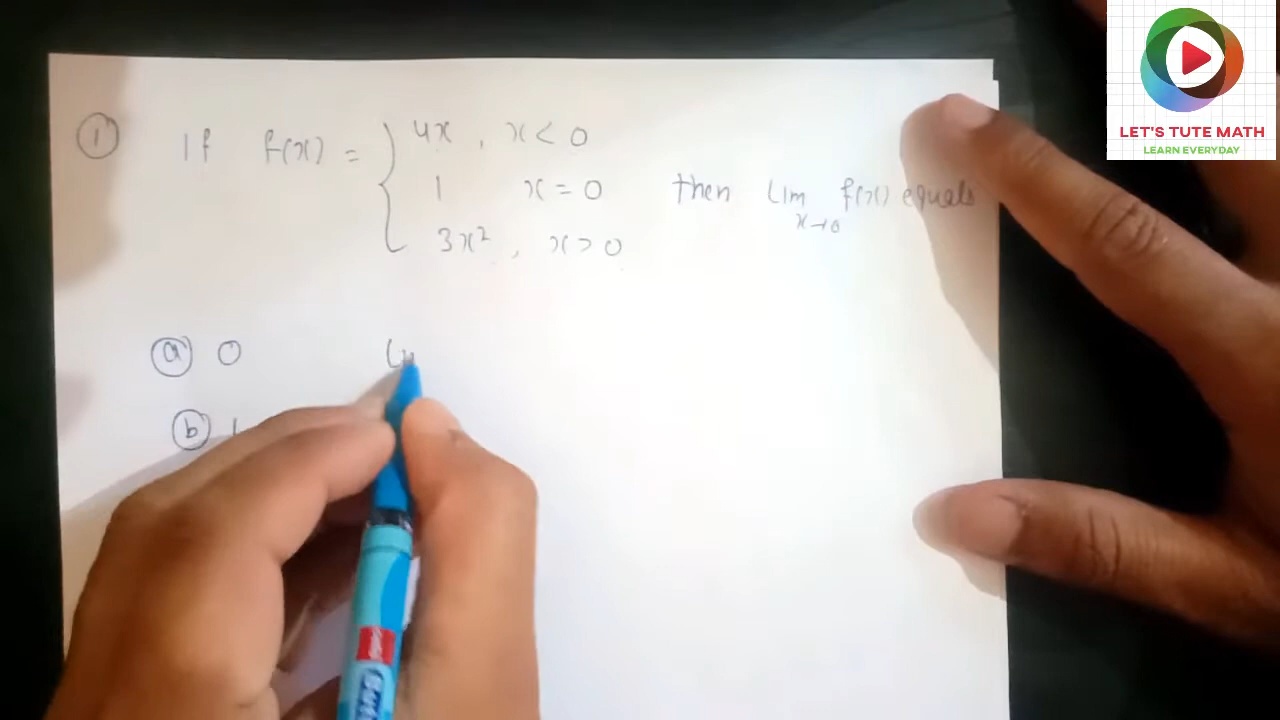 ① If f(x) = { 4x , x < 0
1 x = 0 then Lim f(x) equals
x→0
3x² , x > 0
ⓐ 0
ⓑ
LET'S TUTE MATH
LEARN EVERYDAY